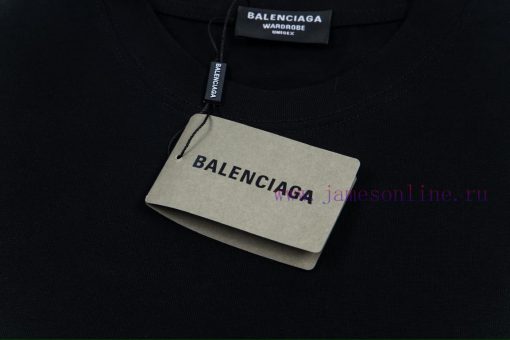 BALENCIAGA
WARDROBE
UNISEX
BALENCIAGA
BALENCIAGA
www.jamesonline.ru